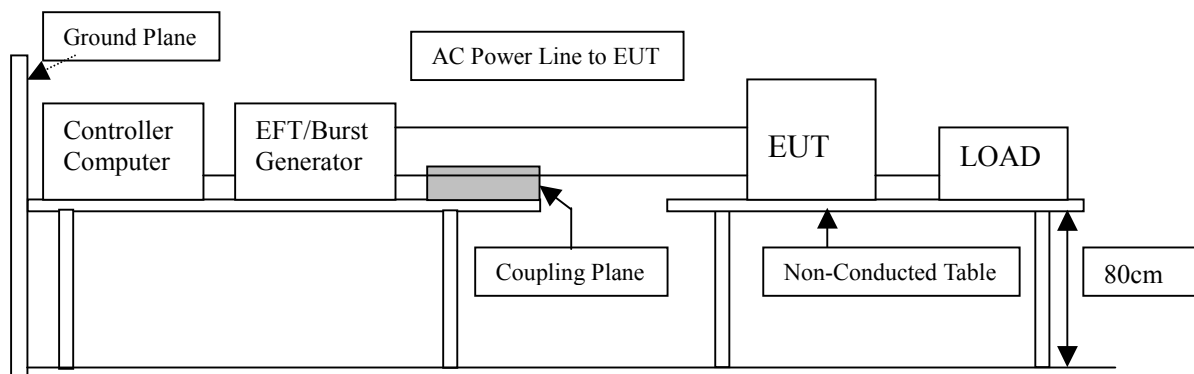 Ground Plane
AC Power Line to EUT
Controller
Computer
EFT/Burst
Generator
EUT
LOAD
Coupling Plane
Non-Conducted Table
80cm